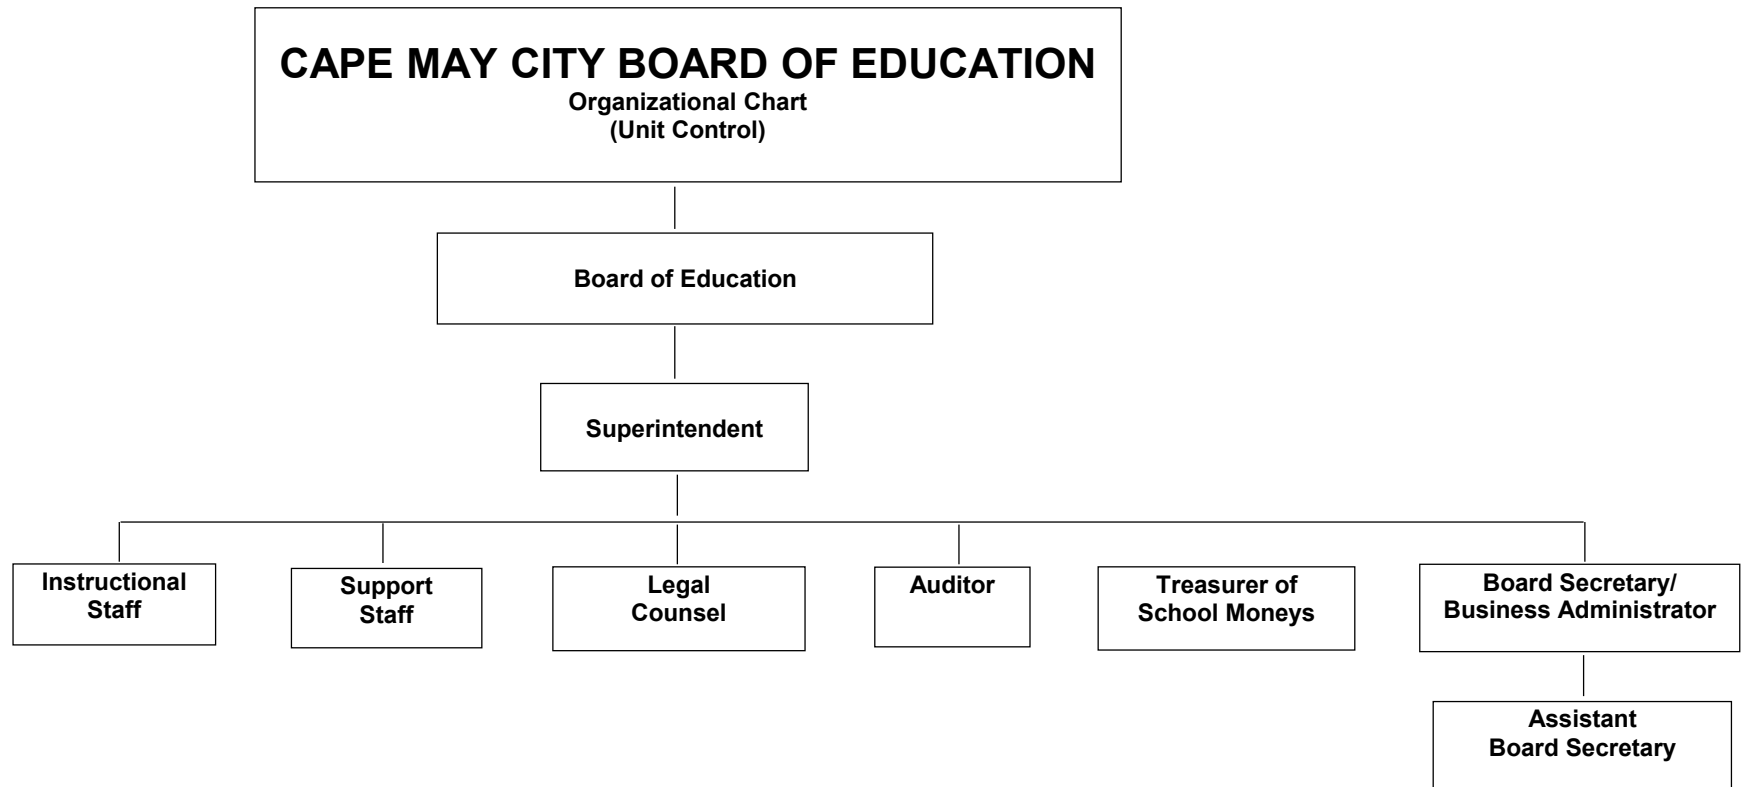 CAPE MAY CITY BOARD OF EDUCATION
Organizational Chart
(Unit Control)
Board of Education
Superintendent
Instructional
Staff
Support
Staff
Legal
Counsel
Auditor
Treasurer of
School Moneys
Board Secretary/
Business Administrator
Assistant
Board Secretary